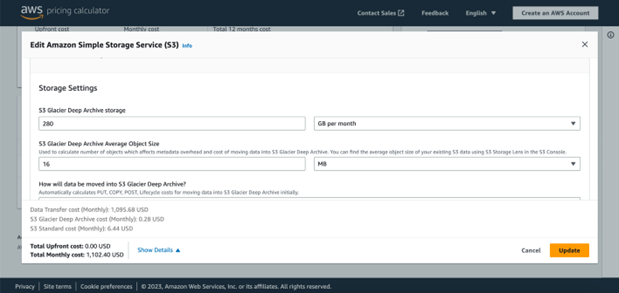 aws pricing calculator
Contact Sales
Feedback
English
Create an AWS Account
Upfront cost
Monthly cost
Total 12 months cost
Edit Amazon Simple Storage Service (S3) Info
Storage Settings
S3 Glacier Deep Archive storage
280
GB per month
S3 Glacier Deep Archive Average Object Size
Used to calculate number of objects which effects metadata overhead and cost of moving data into S3 Glacier Deep Archive. You can find the average object size of your existing S3 data using S3 Storage Lens in the S3 Console.
16
MB
How will data be moved into S3 Glacier Deep Archive?
Automatically calculates PUT, COPY, POST, Lifecycle costs for moving data into S3 Glacier Deep Archive initially.
Data Transfer cost (Monthly): 1,095.68 USD
S3 Glacier Deep Archive cost (Monthly): 0.28 USD
S3 Standard cost (Monthly): 6.44 USD
Total Upfront cost: 0.00 USD
Total Monthly cost: 1,102.40 USD
Show Details
Cancel
Update
Privacy | Site terms | Cookie preferences | © 2023, Amazon Web Services, Inc. or its affiliates. All rights reserved.